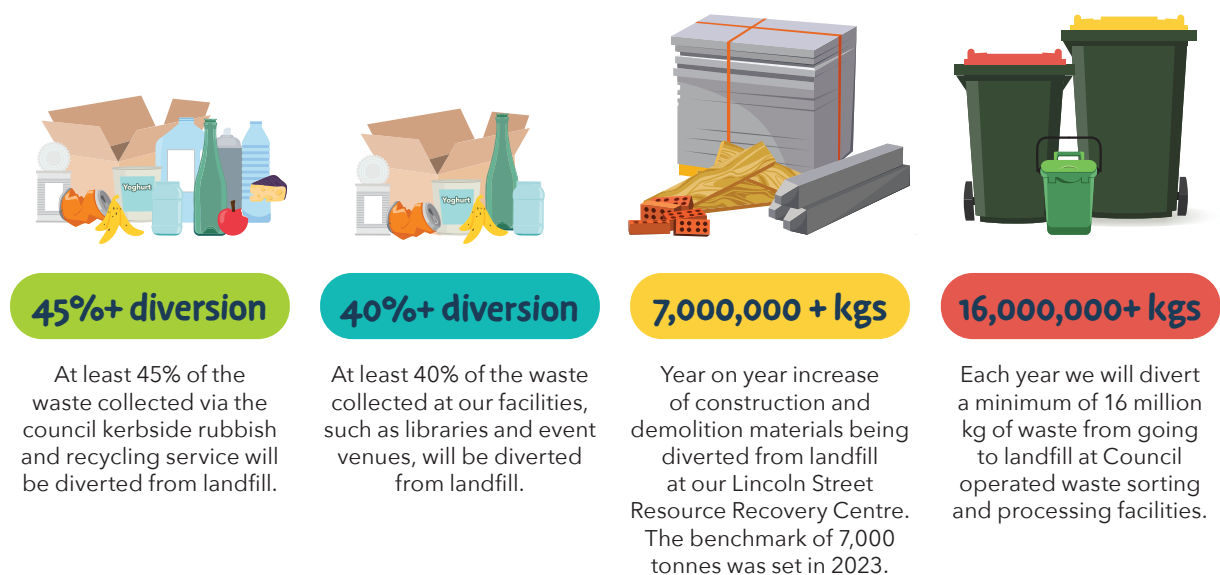 Yoghurt
Yoghurt
45%+ diversion
At least 45% of the
waste collected via the
council kerbside rubbish
and recycling service will
be diverted from landfill.
40%+ diversion
At least 40% of the waste
collected at our facilities,
such as libraries and event
venues, will be diverted
from landfill.
7,000,000 + kgs
Year on year increase
of construction and
demolition materials being
diverted from landfill
at our Lincoln Street
Resource Recovery Centre.
The benchmark of 7,000
tonnes was set in 2023.
16,000,000+ kgs
Each year we will divert
a minimum of 16 million
kg of waste from going
to landfill at Council
operated waste sorting
and processing facilities.